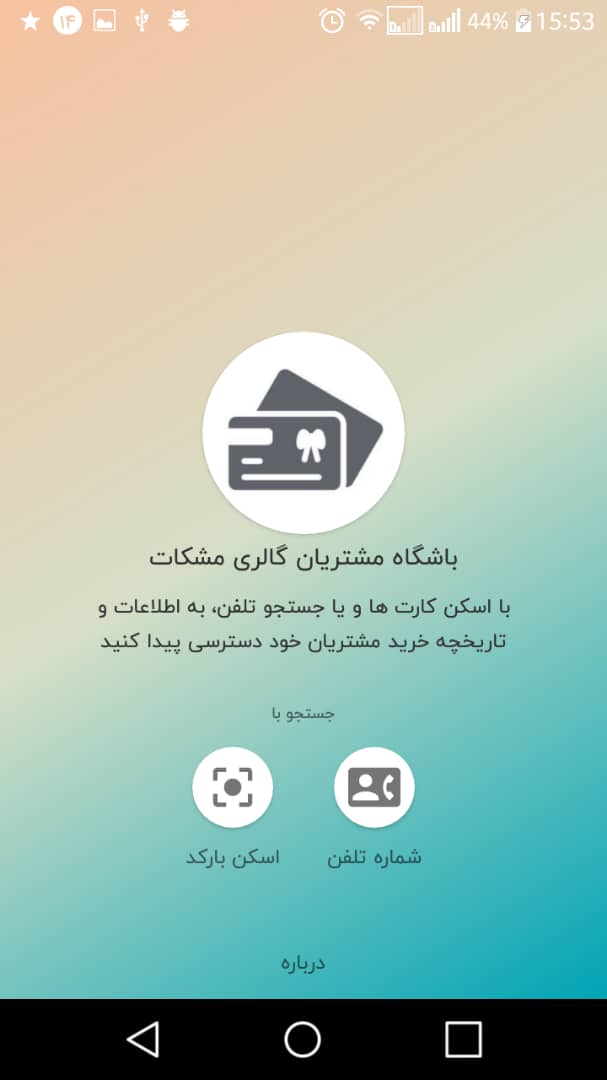 ۱۴
44%
15:53
باشگاه مشتریان گالری مشکات
با اسکن کارت ها و یا جستجو تلفن، به اطلاعات و
تاریخچه خرید مشتریان خود دسترسی پیدا کنید
جستجو با
شماره تلفن
اسکن بارکد
درباره